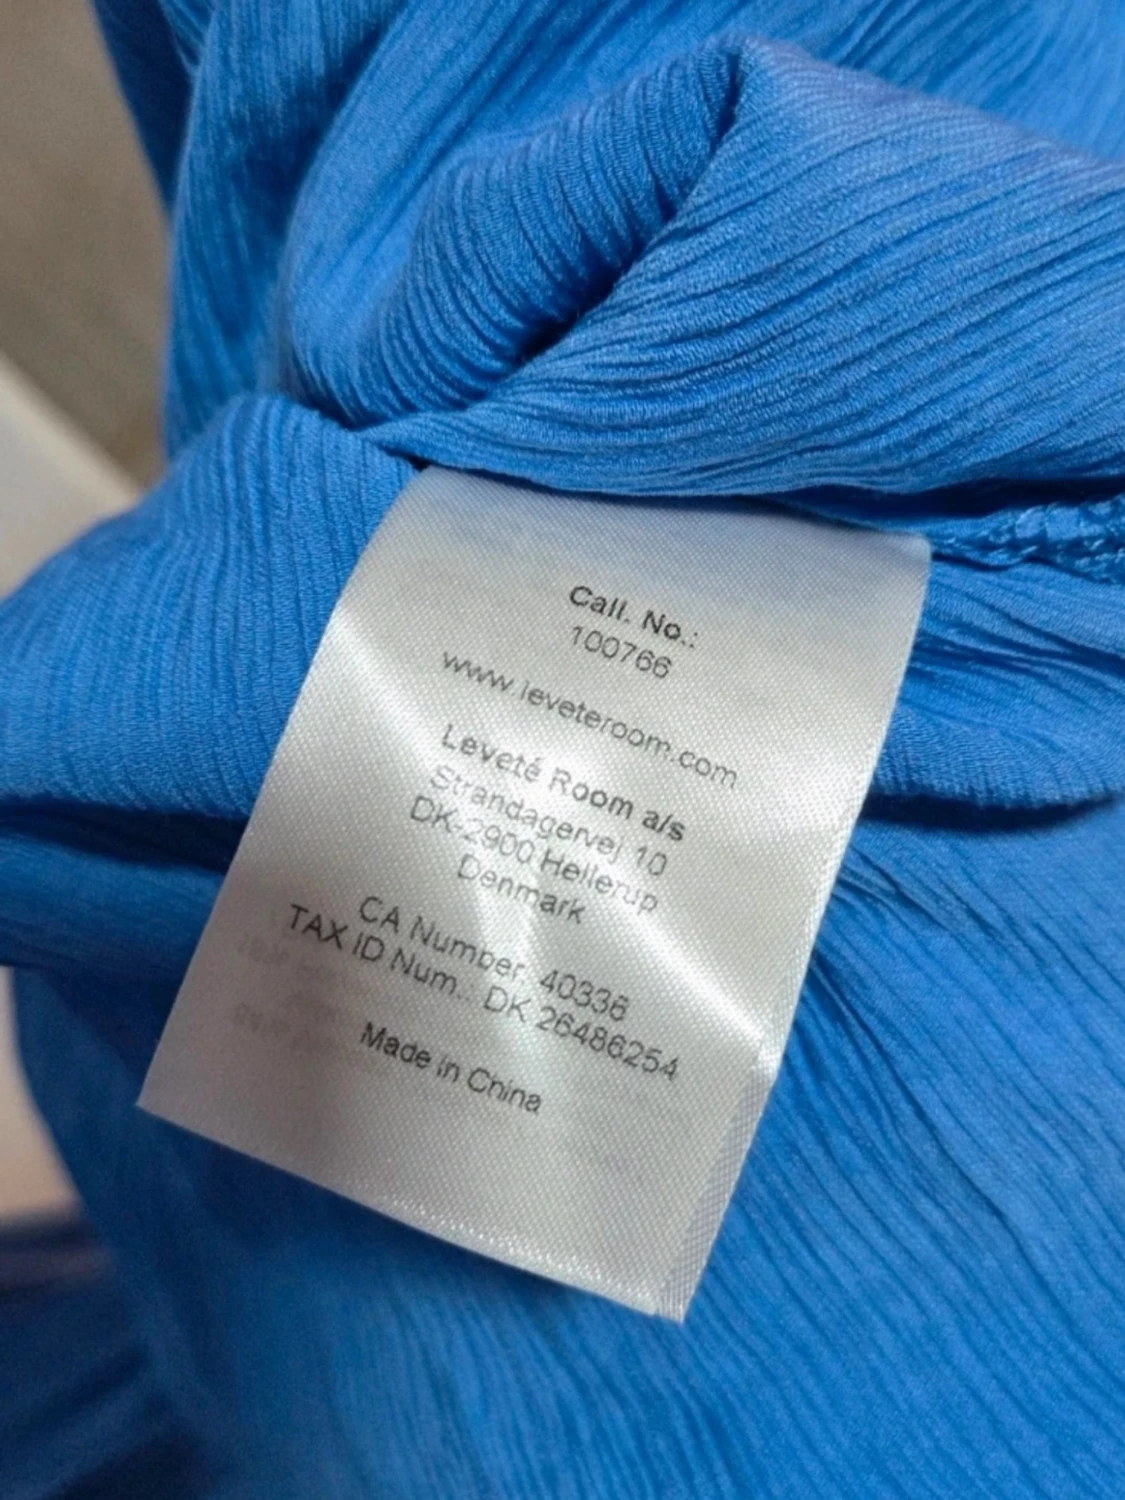 Call. No.:
100766
www.leveteroom.com
Leveté Room a/s
Strandagervej 10
DK-2900 Hellerup
Denmark
CA Number: 40336
TAX ID Num.: DK 26486254
Made in China